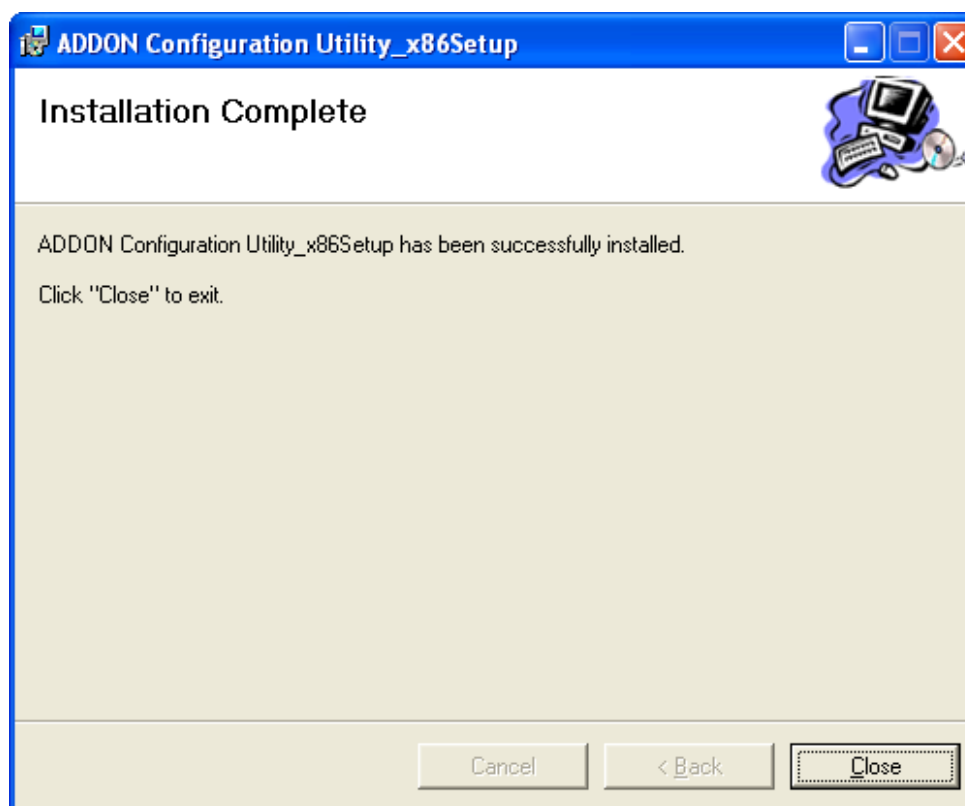 ADDON Configuration Utility_x86Setup
Installation Complete
ADDON Configuration Utility_x86Setup has been successfully installed.
Click "Close" to exit.
Cancel
< Back
Close